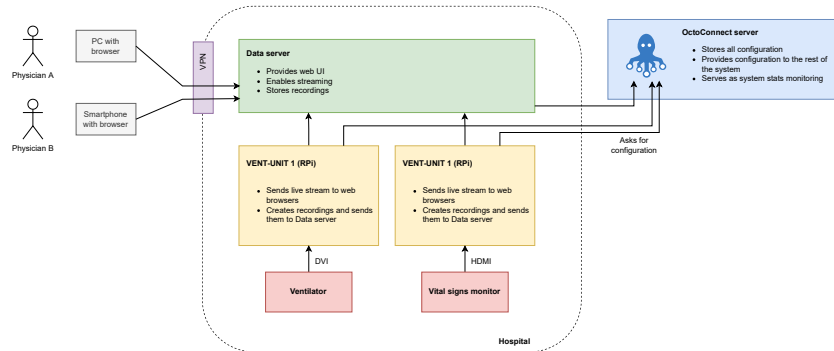 Physician A
PC with
browser
Physician B
Smartphone
with browser
VPN
Data server
• Provides web UI
• Enables streaming
• Stores recordings
OctoConnect server
• Stores all configuration
• Provides configuration to the rest of
the system
• Serves as system stats monitoring
Asks for
configuration
VENT-UNIT 1 (RPi)
• Sends live stream to web
browsers
• Creates recordings and sends
them to Data server
VENT-UNIT 1 (RPi)
• Sends live stream to web
browsers
• Creates recordings and sends
them to Data server
DVI
HDMI
Ventilator
Vital signs monitor
Hospital